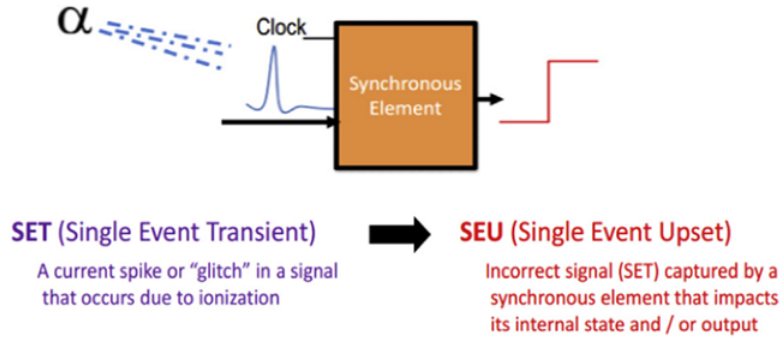 α
Clock
Synchronous
Element
SET (Single Event Transient)
A current spike or “glitch” in a signal
that occurs due to ionization
SEU (Single Event Upset)
Incorrect signal (SET) captured by a
synchronous element that impacts
its internal state and / or output